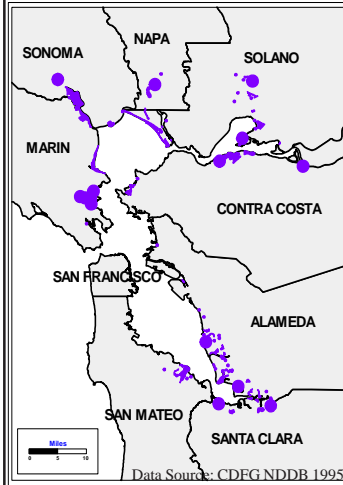 NAPA
SONOMA
SOLANO
MARIN
CONTRA COSTA
SAN FRANCISCO
ALAMEDA
SAN MATEO
SANTA CLARA
Miles
0 5 10
Data Source: CDFG NDDB 1995